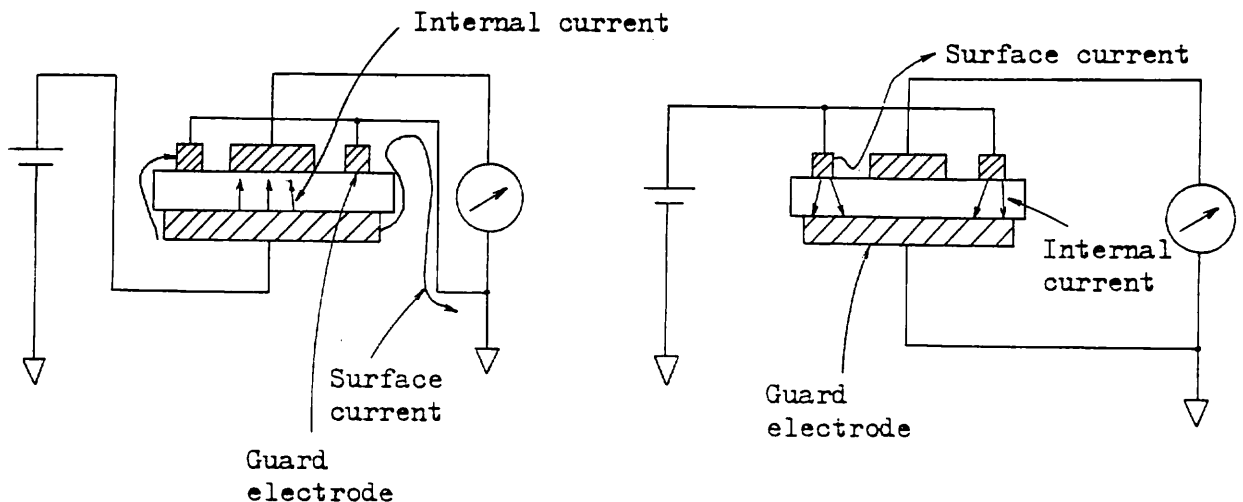 Internal current
Surface
current
Guard
electrode
Surface current
Internal
current
Guard
electrode